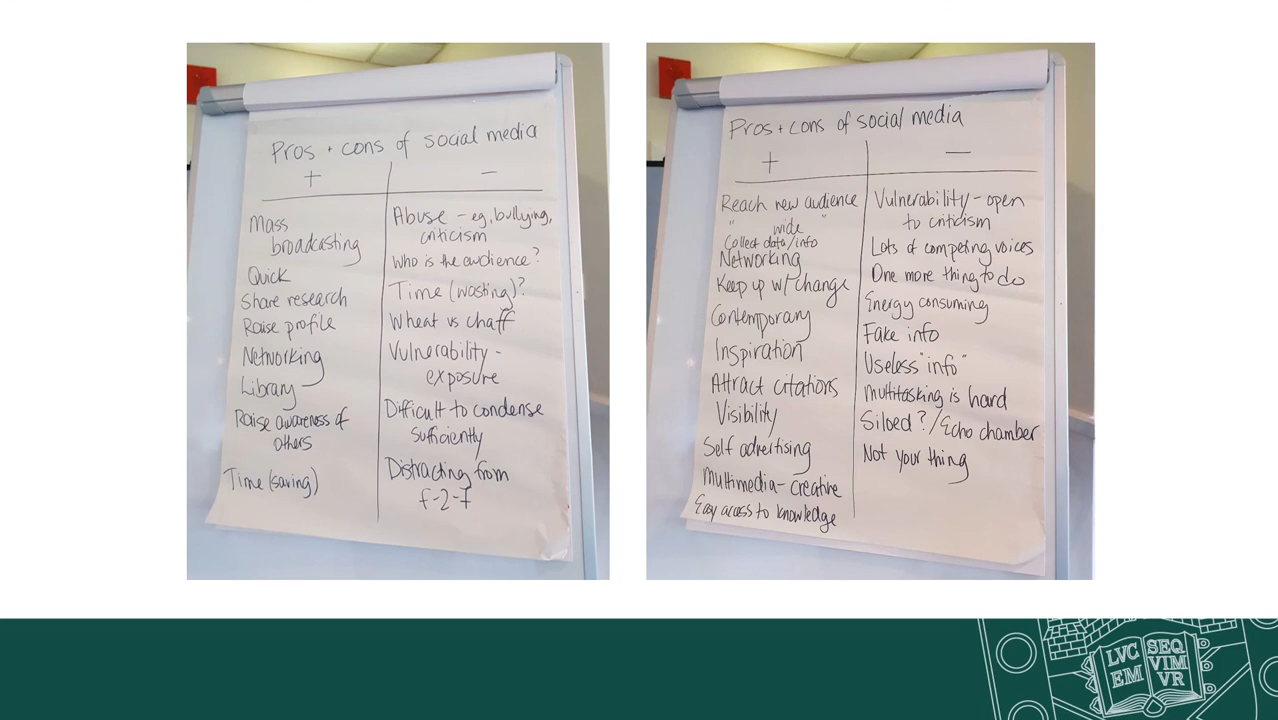 Pros + cons of social media
+
Mass
broadcasting
Quick
Share research
Raise profile
Networking
Library
Raise awareness of
others
Time (saving)
-
Abuse - eg, bullying,
criticism
Who is the audience?
Time (wasting)?
Wheat vs chaff
Vulnerability -
exposure
Difficult to condense
sufficiently
Distracting from
f-2-f
Pros + cons of social media
+
Reach new audience
" wide "
Collect data/info
Networking
Keep up w/ change
Contemporary
Inspiration
Attract citations
Visibility
Self advertising
Multimedia - creative
Easy access to knowledge
-
Vulnerability - open
to criticism
Lots of competing voices
One more thing to do
Energy consuming
Fake info
Useless "info"
Multitasking is hard
Siloed?/Echo chamber
Not your thing
LVC SEQ
EM VIM
VR